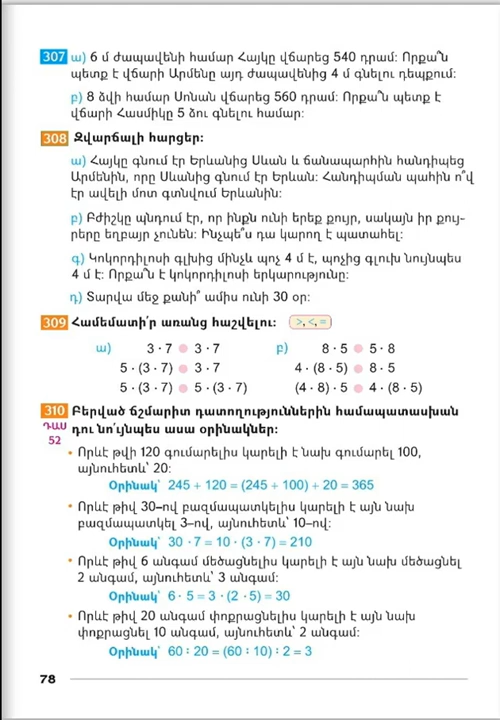 307 ա) 6 մ ժապավենի համար Հայկը վճարեց 540 դրամ։ Որքա՞ն
պետք է վճարի Արմենը այդ ժապավենից 4 մ գնելու դեպքում։
բ) 8 ձվի համար Սոնան վճարեց 560 դրամ։ Որքա՞ն պետք է
վճարի Հասմիկը 5 ձու գնելու համար։
308 Զվարճալի հարցեր։
ա) Հայկը գնում էր Երևանից Սևան և ճանապարհին հանդիպեց
Արմենին, որը Սևանից գնում էր Երևան։ Հանդիպման պահին ո՞վ
էր ավելի մոտ գտնվում Երևանին։
բ) Բժիշկը պնդում էր, որ ինքն ունի երեք քույր, սակայն իր քույ-
րերը եղբայր չունեն։ Ինչպե՞ս դա կարող է պատահել։
գ) Կոկորդիլոսի գլխից մինչև պոչ 4 մ է, պոչից գլուխ նույնպես
4 մ է։ Որքա՞ն է կոկորդիլոսի երկարությունը։
դ) Տարվա մեջ քանի՞ ամիս ունի 30 օր։
309 Համեմատի՛ր առանց հաշվելու։ >, <, =
ա) 3 · 7 3 · 7 բ) 8 · 5 5 · 8
5 · (3 · 7) 3 · 7 4 · (8 · 5) 8 · 5
5 · (3 · 7) 5 · (3 · 7) (4 · 8) · 5 4 · (8 · 5)
310 Բերված ճշմարիտ դատողություններին համապատասխան
ԴԱՍ 52 դու նո՛ւյնպես ասա օրինակներ։
• Որևէ թվի 120 գումարելիս կարելի է նախ գումարել 100,
այնուհետև՝ 20։
Օրինակ՝ 245 + 120 = (245 + 100) + 20 = 365
• Որևէ թիվ 30–ով բազմապատկելիս կարելի է այն նախ
բազմապատկել 3–ով, այնուհետև՝ 10–ով։
Օրինակ՝ 30 · 7 = 10 · (3 · 7) = 210
• Որևէ թիվ 6 անգամ մեծացնելիս կարելի է այն նախ մեծացնել
2 անգամ, այնուհետև՝ 3 անգամ։
Օրինակ՝ 6 · 5 = 3 · (2 · 5) = 30
• Որևէ թիվ 20 անգամ փոքրացնելիս կարելի է այն նախ
փոքրացնել 10 անգամ, այնուհետև՝ 2 անգամ։
Օրինակ՝ 60 : 20 = (60 : 10) : 2 = 3
78